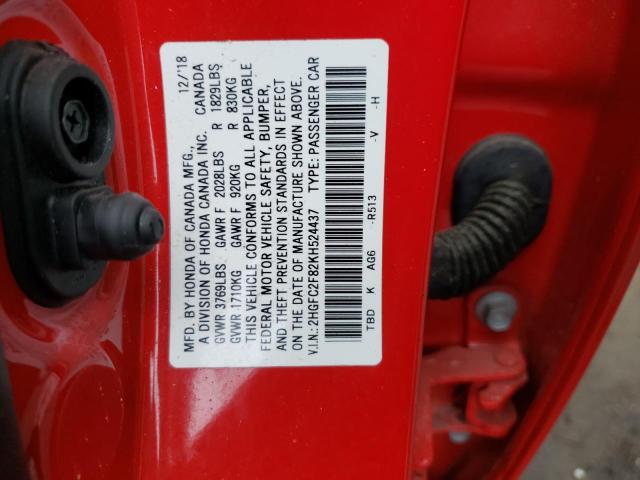 MFD. BY HONDA OF CANADA MFG., 12/'18
A DIVISION OF HONDA CANADA INC. CANADA
GVWR 3769LBS GAWR F 2028LBS R 1829LBS
GVWR 1710KG GAWR F 920KG R 830KG
THIS VEHICLE CONFORMS TO ALL APPLICABLE
FEDERAL MOTOR VEHICLE SAFETY, BUMPER,
AND THEFT PREVENTION STANDARDS IN EFFECT
ON THE DATE OF MANUFACTURE SHOWN ABOVE.
V.I.N.: 2HGFC2F82KH524437 TYPE: PASSENGER CAR
TBD K AG6 -R513 -V -H